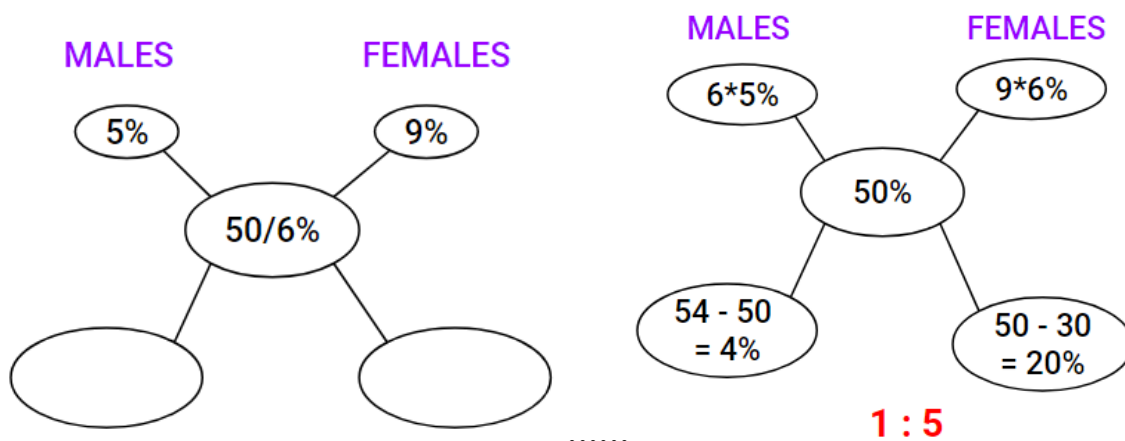 MALES
FEMALES
5%
9%
50/6%
MALES
FEMALES
6*5%
9*6%
50%
54 - 50
= 4%
50 - 30
= 20%
1 : 5